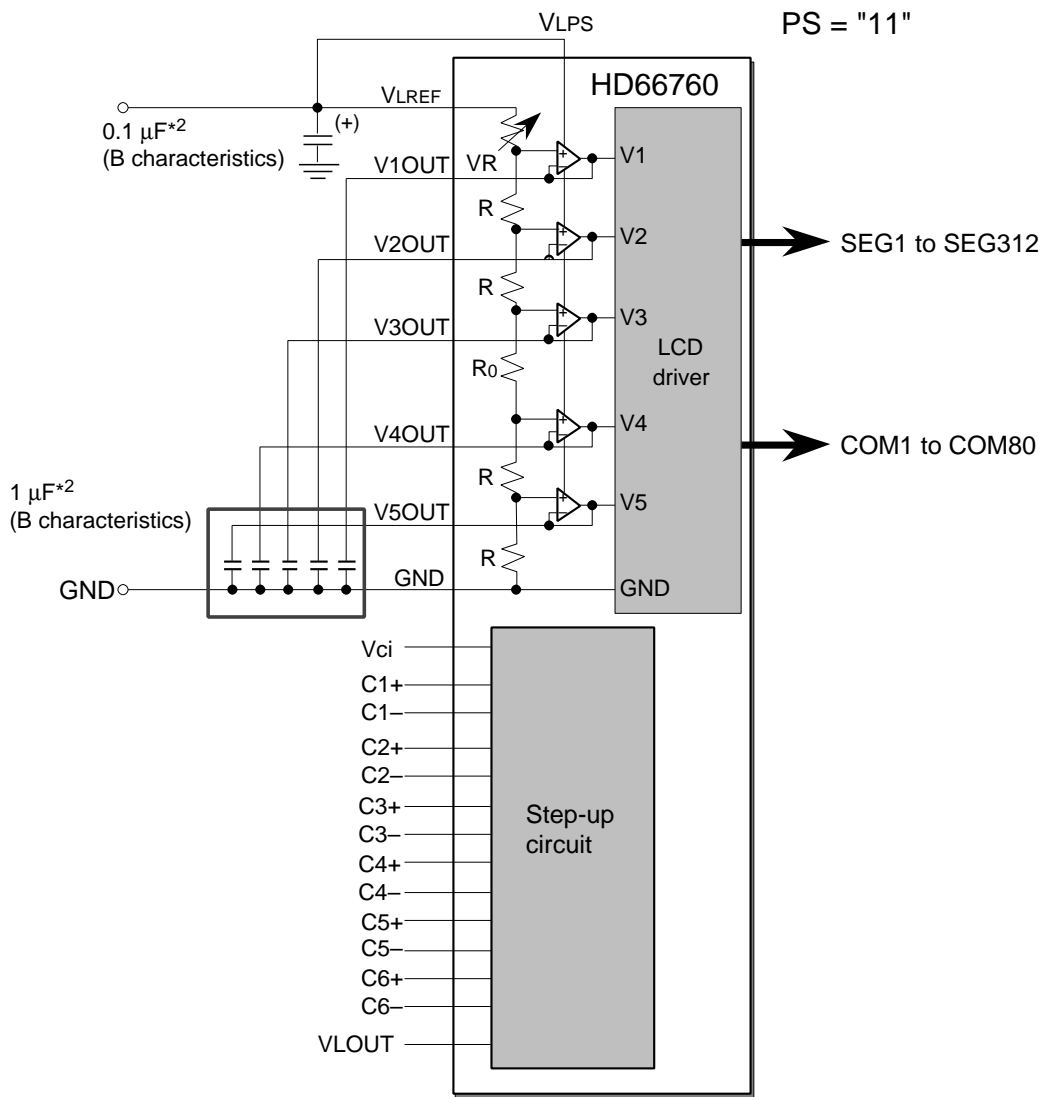 VLPS
PS = "11"
HD66760
VLREF
(+)
0.1 μF*2
(B characteristics)
V1OUT
VR
V1
R
V2OUT
V2
SEG1 to SEG312
R
V3OUT
V3
LCD
driver
R0
V4OUT
V4
COM1 to COM80
R
1 μF*2
(B characteristics)
V5OUT
V5
R
GND
GND
GND
Vci
C1+
C1–
C2+
C2–
C3+
C3–
C4+
C4–
C5+
C5–
C6+
C6–
VLOUT
Step-up
circuit
+
–
+
–
+
–
+
–
+
–